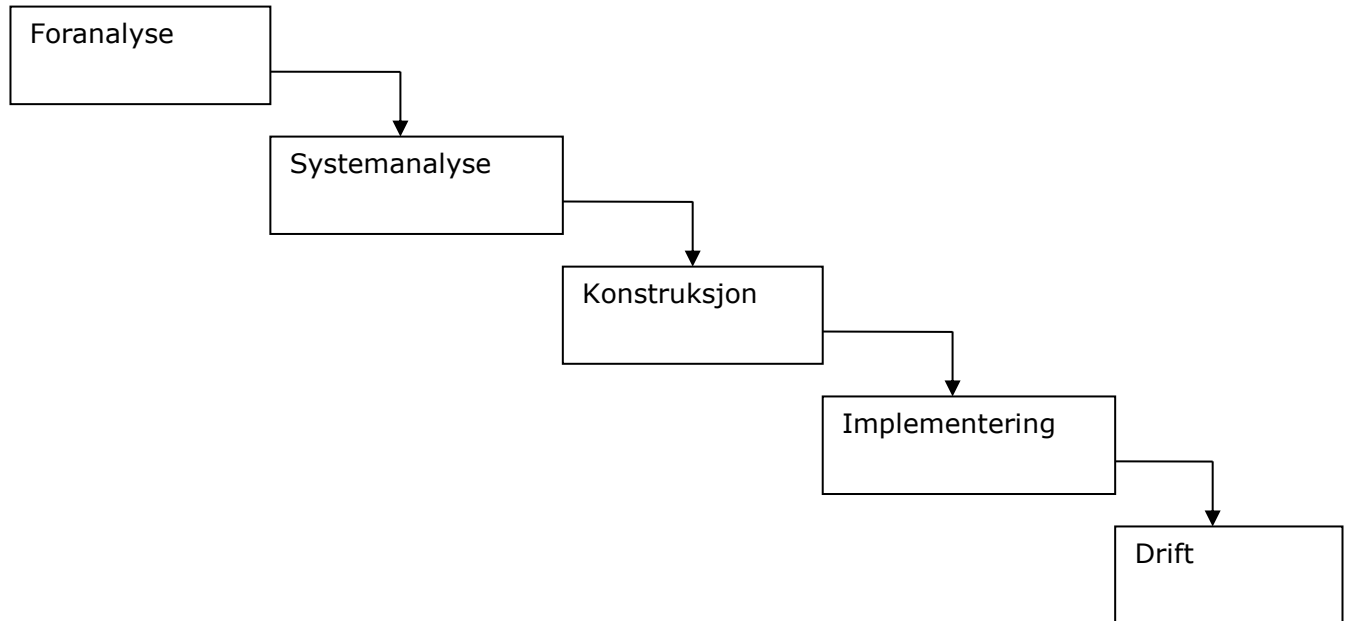 Foranalyse
Systemanalyse
Konstruksjon
Implementering
Drift